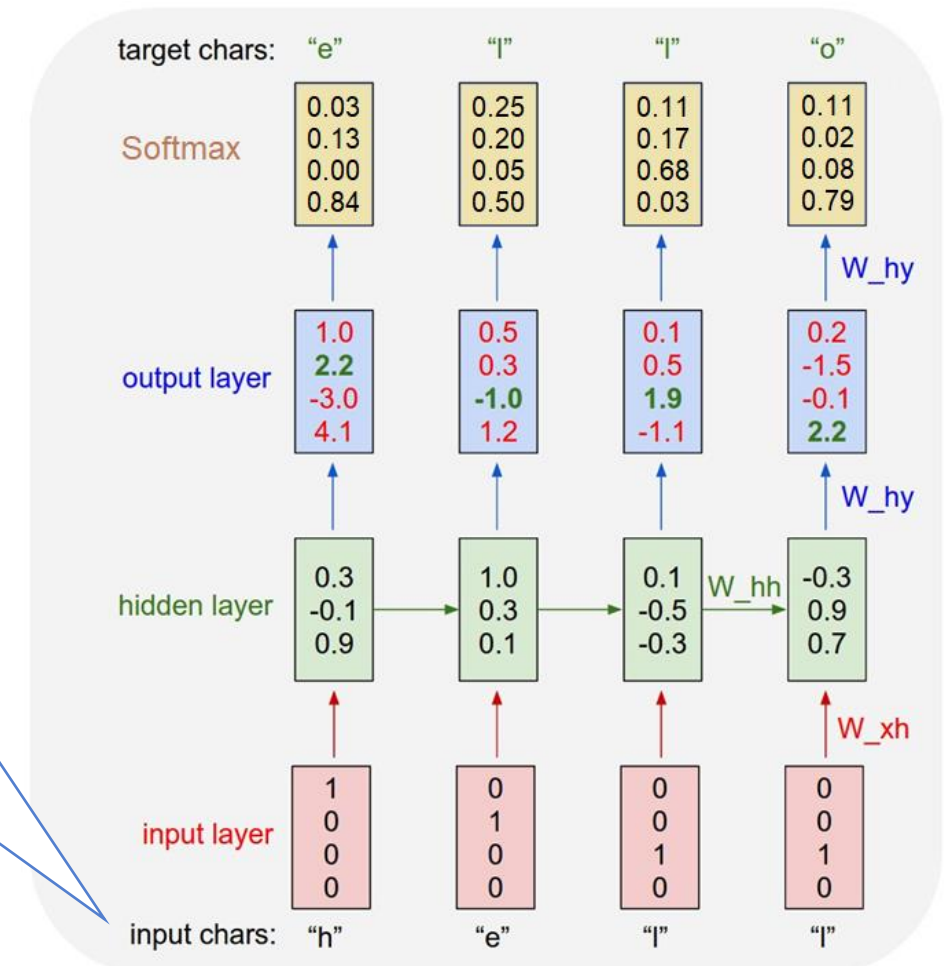 target chars: “e” “l” “l” “o”
Softmax
0.03 0.25 0.11 0.11
0.13 0.20 0.17 0.02
0.00 0.05 0.68 0.08
0.84 0.50 0.03 0.79
W_hy
output layer
1.0 0.5 0.1 0.2
2.2 0.3 0.5 -1.5
-3.0 -1.0 1.9 -0.1
4.1 1.2 -1.1 2.2
W_hy
hidden layer
0.3 1.0 0.1 -0.3
-0.1 0.3 -0.5 0.9
0.9 0.1 -0.3 0.7
W_hh
W_xh
input layer
1 0 0 0
0 1 0 0
0 0 1 1
0 0 0 0
input chars: “h” “e” “l” “l”